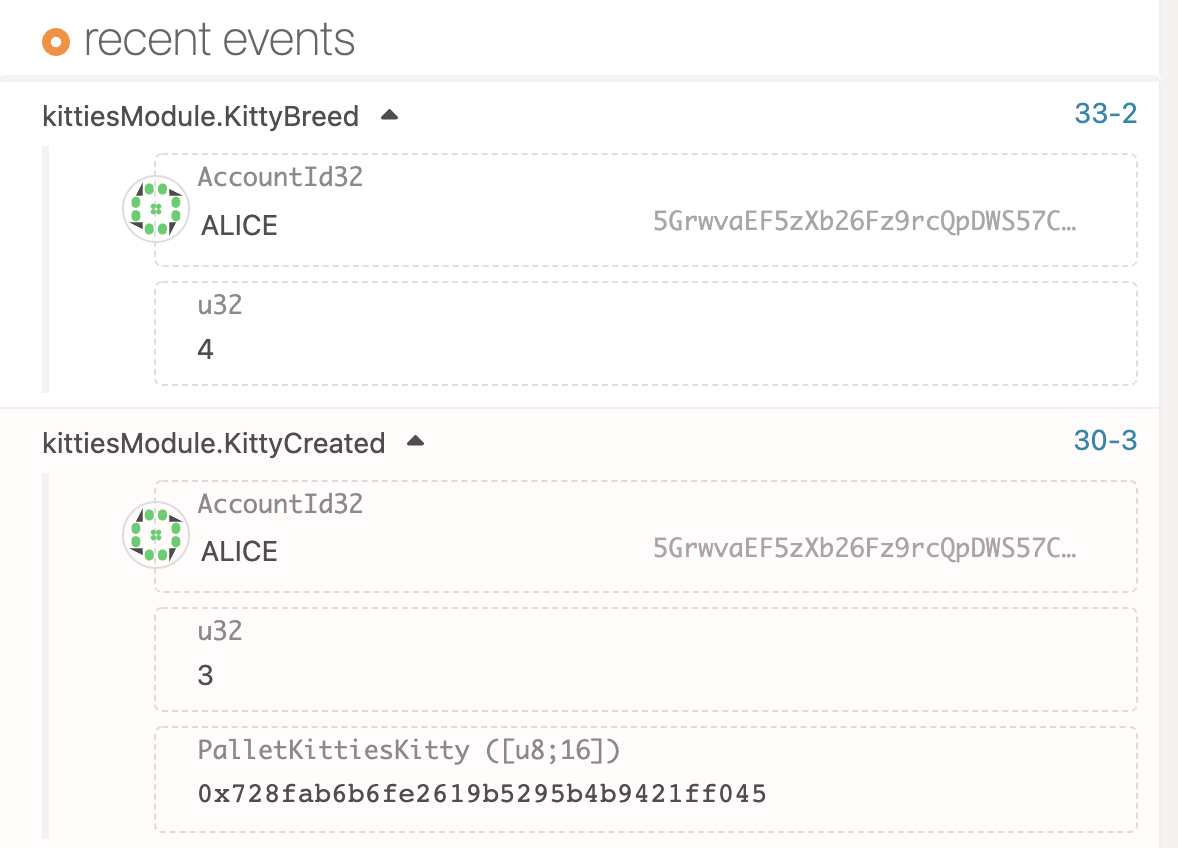 recent events
kittiesModule.KittyBreed 33-2
AccountId32
ALICE 5GrwvaEF5zXb26Fz9rcQpDWS57C…
u32
4
kittiesModule.KittyCreated 30-3
AccountId32
ALICE 5GrwvaEF5zXb26Fz9rcQpDWS57C…
u32
3
PalletKittiesKitty ([u8;16])
0x728fab6b6fe2619b5295b4b9421ff045